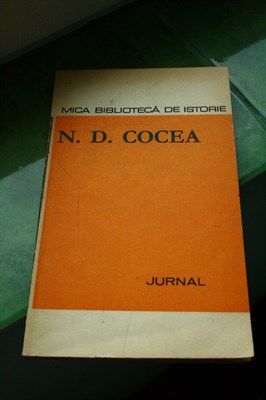 MICA BIBLIOTECĂ DE ISTORIE
N. D. COCEA
JURNAL